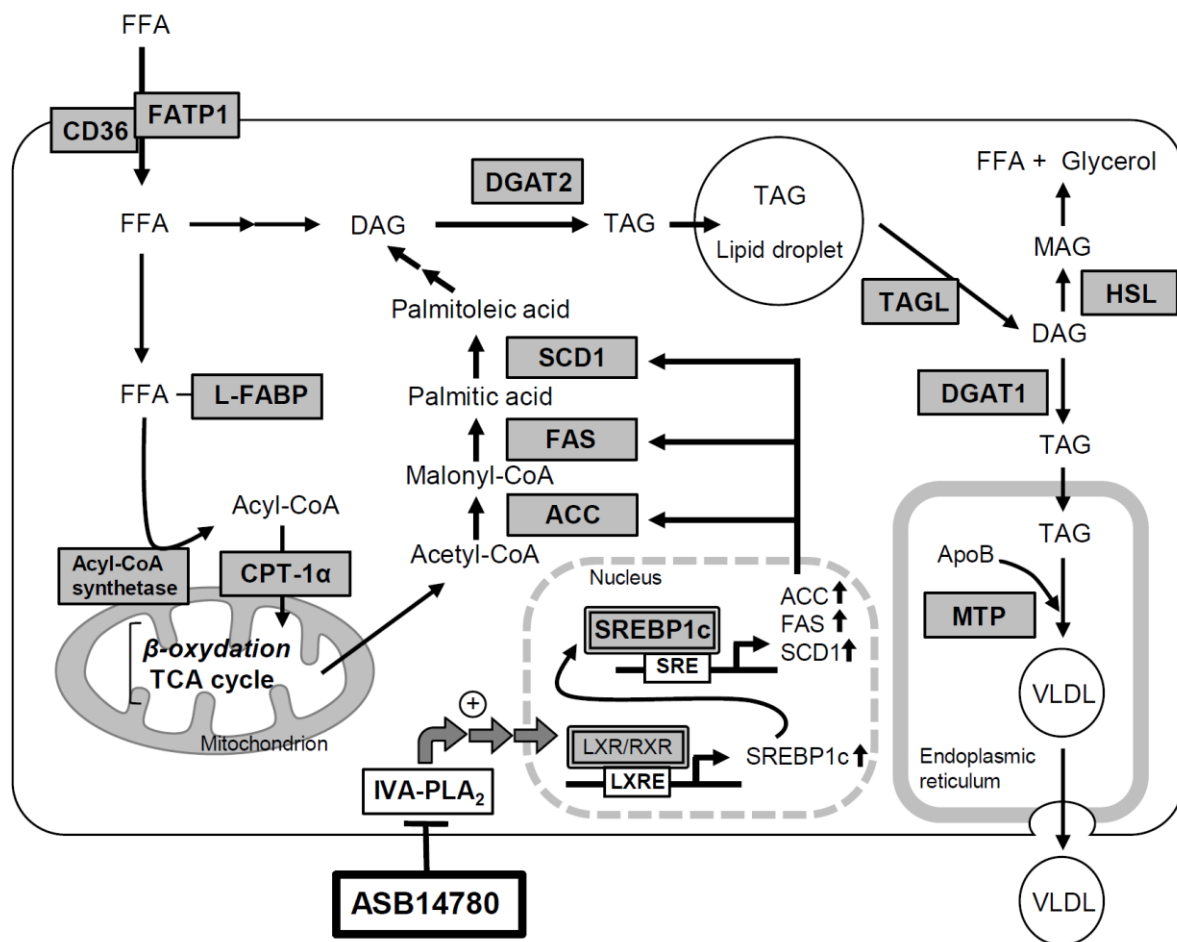 FFA
CD36
FATP1
FFA
DAG
DGAT2
TAG
TAG
Lipid droplet
FFA + Glycerol
MAG
HSL
TAGL
DAG
Palmitoleic acid
SCD1
Palmitic acid
FAS
Malonyl-CoA
ACC
Acetyl-CoA
FFA
L-FABP
Acyl-CoA
Acyl-CoA
synthetase
CPT-1α
β-oxydation
TCA cycle
Mitochondrion
DGAT1
TAG
TAG
ApoB
MTP
VLDL
Endoplasmic
reticulum
VLDL
Nucleus
ACC
FAS
SCD1
SREBP1c
SRE
LXR/RXR
LXRE
SREBP1c
+
IVA-PLA2
ASB14780